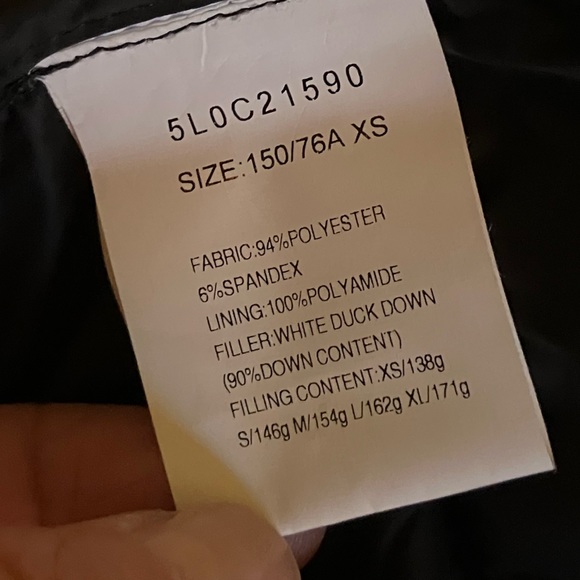 5L0C21590
SIZE:150/76A XS
FABRIC:94%POLYESTER
6%SPANDEX
LINING:100%POLYAMIDE
FILLER:WHITE DUCK DOWN
(90%DOWN CONTENT)
FILLING CONTENT:XS/138g
S/146g M/154g L/162g XL/171g